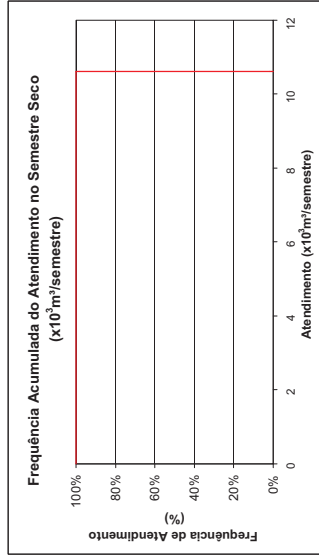 Frequência Acumulada do Atendimento no Semestre Seco
(x10³m³/semestre)
Frequência de Atendimento
(%)
100%
80%
60%
40%
20%
0%
0 2 4 6 8 10 12
Atendimento (x10³m³/semestre)